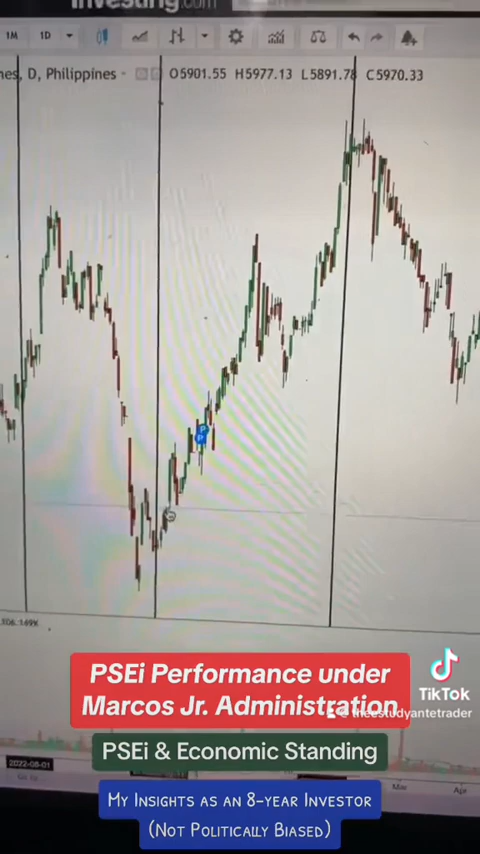 Investing.com
1M 1D
nes, D, Philippines O5901.55 H5977.13 L5891.78 C5970.33
P
P
PSEi Performance under
Marcos Jr. Administration
TikTok
PSEi & Economic Standing
2022-08-01
Mar Apr
My Insights as an 8-year Investor
(Not Politically Biased)